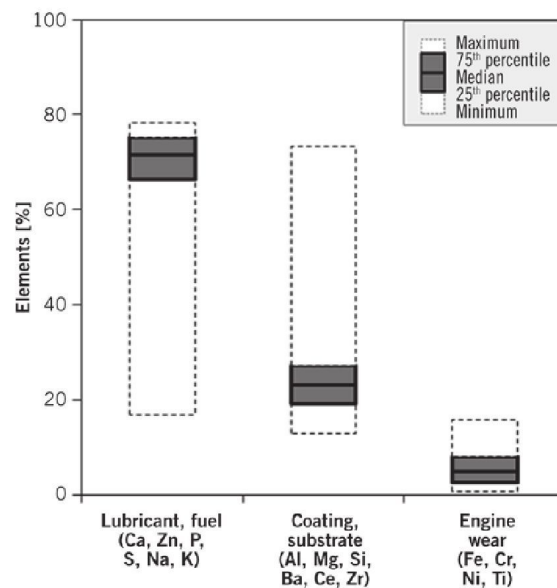 100
80
60
40
20
0
Elements [%]
Maximum
75th percentile
Median
25th percentile
Minimum
Lubricant, fuel
(Ca, Zn, P,
S, Na, K)
Coating,
substrate
(Al, Mg, Si,
Ba, Ce, Zr)
Engine
wear
(Fe, Cr,
Ni, Ti)